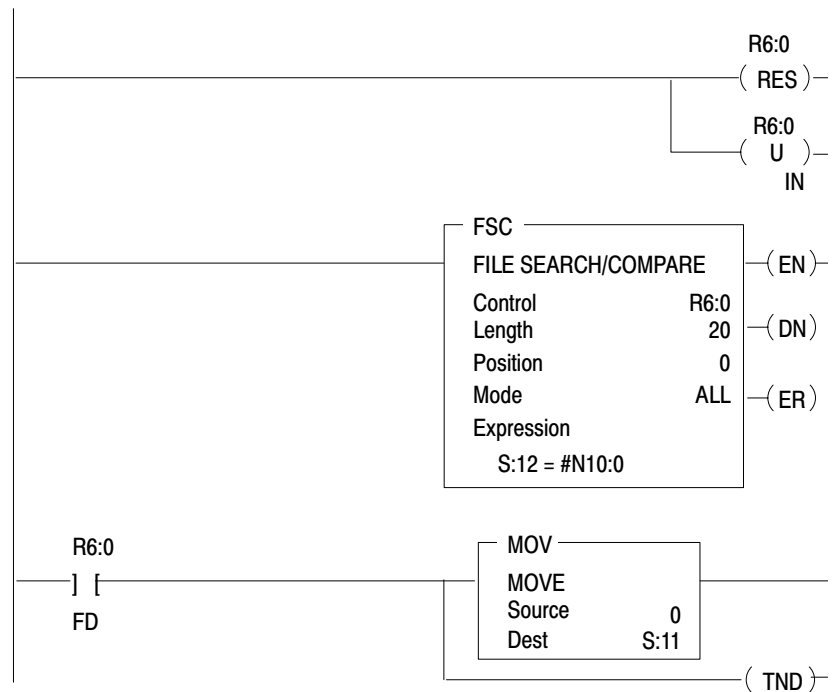 R6:0
( RES )
R6:0
( U )
IN
FSC
FILE SEARCH/COMPARE (EN)
Control R6:0
Length 20 (DN)
Position 0
Mode ALL (ER)
Expression
S:12 = #N10:0
R6:0
] [
FD
MOV
MOVE
Source 0
Dest S:11
( TND )